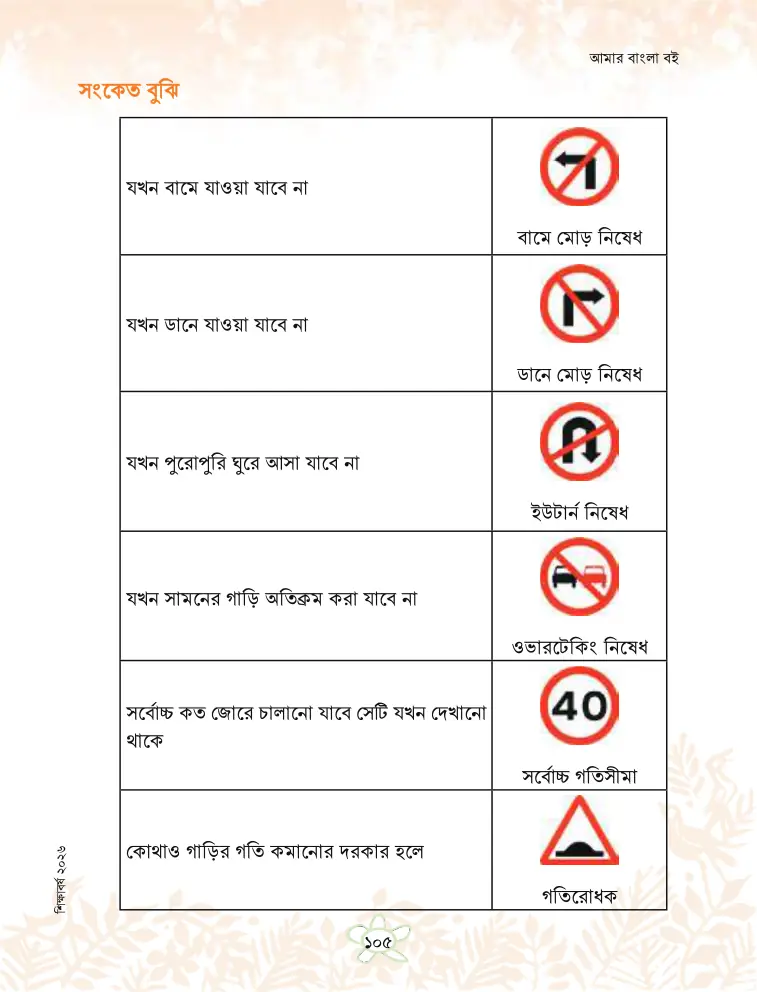 আমার বাংলা বই
সংকেত বুঝি
যখন বামে যাওয়া যাবে না
বামে মোড় নিষেধ
যখন ডানে যাওয়া যাবে না
ডানে মোড় নিষেধ
যখন পুরোপুরি ঘুরে আসা যাবে না
ইউটার্ন নিষেধ
যখন সামনের গাড়ি অতিক্রম করা যাবে না
ওভারটেকিং নিষেধ
সর্বোচ্চ কত জোরে চালানো যাবে সেটি যখন দেখানো
থাকে
40
সর্বোচ্চ গতিসীমা
কোথাও গাড়ির গতি কমানোর দরকার হলে
গতিরোধক
শিক্ষাবর্ষ ২০২৬
১০৫